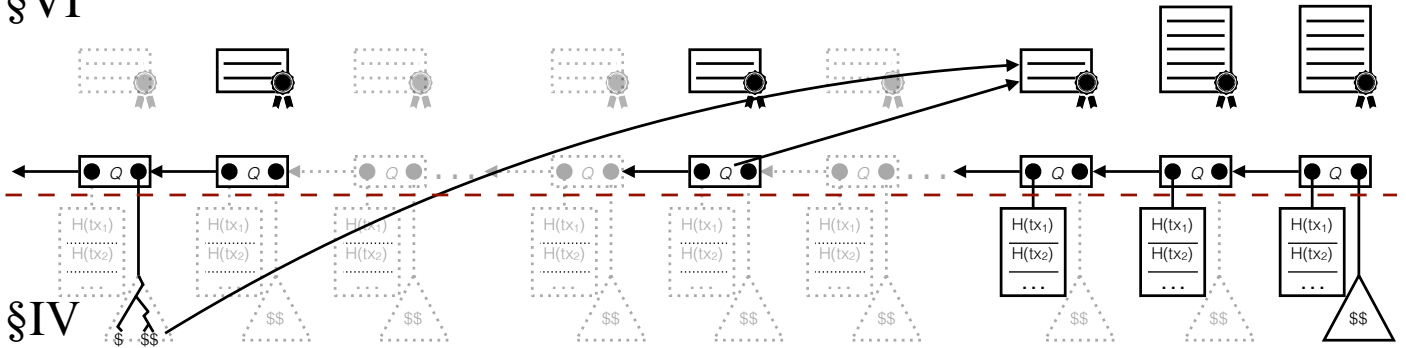 §VI
Q Q Q . . . Q Q Q . . . Q Q Q
H(tx₁) H(tx₁) H(tx₁) H(tx₁) H(tx₁) H(tx₁) H(tx₁) H(tx₁) H(tx₁)
H(tx₂) H(tx₂) H(tx₂) H(tx₂) H(tx₂) H(tx₂) H(tx₂) H(tx₂) H(tx₂)
. . . . . . . . . . . . . . . . . . . . . . . . . . .
§IV
$ $$ $$ $$ $$ $$ $$ $$ $$ $$